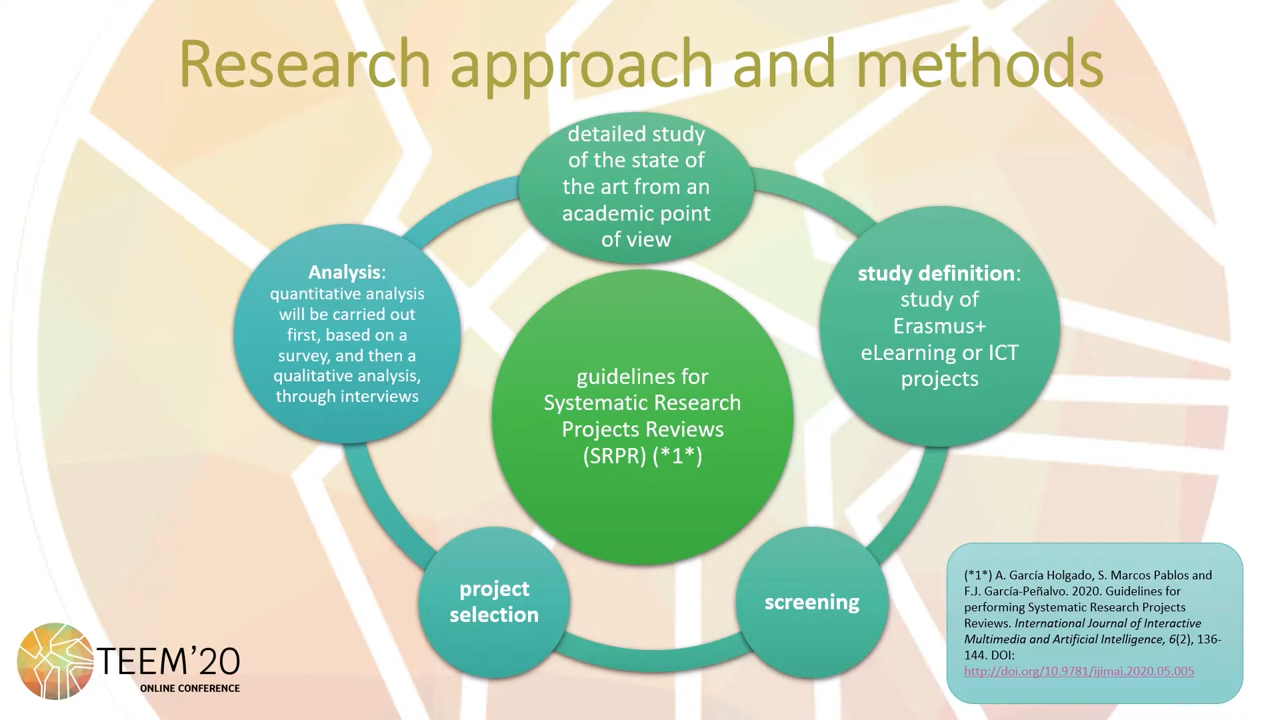 Research approach and methods
detailed study
of the state of
the art from an
academic point
of view
study definition:
study of
Erasmus+
eLearning or ICT
projects
screening
project
selection
Analysis:
quantitative analysis
will be carried out
first, based on a
survey, and then a
qualitative analysis,
through interviews
guidelines for
Systematic Research
Projects Reviews
(SRPR) (*1*)
(*1*) A. García Holgado, S. Marcos Pablos and
F.J. García-Peñalvo. 2020. Guidelines for
performing Systematic Research Projects
Reviews. International Journal of Interactive
Multimedia and Artificial Intelligence, 6(2), 136-
144. DOI:
http://doi.org/10.9781/ijimai.2020.05.005
TEEM'20
ONLINE CONFERENCE